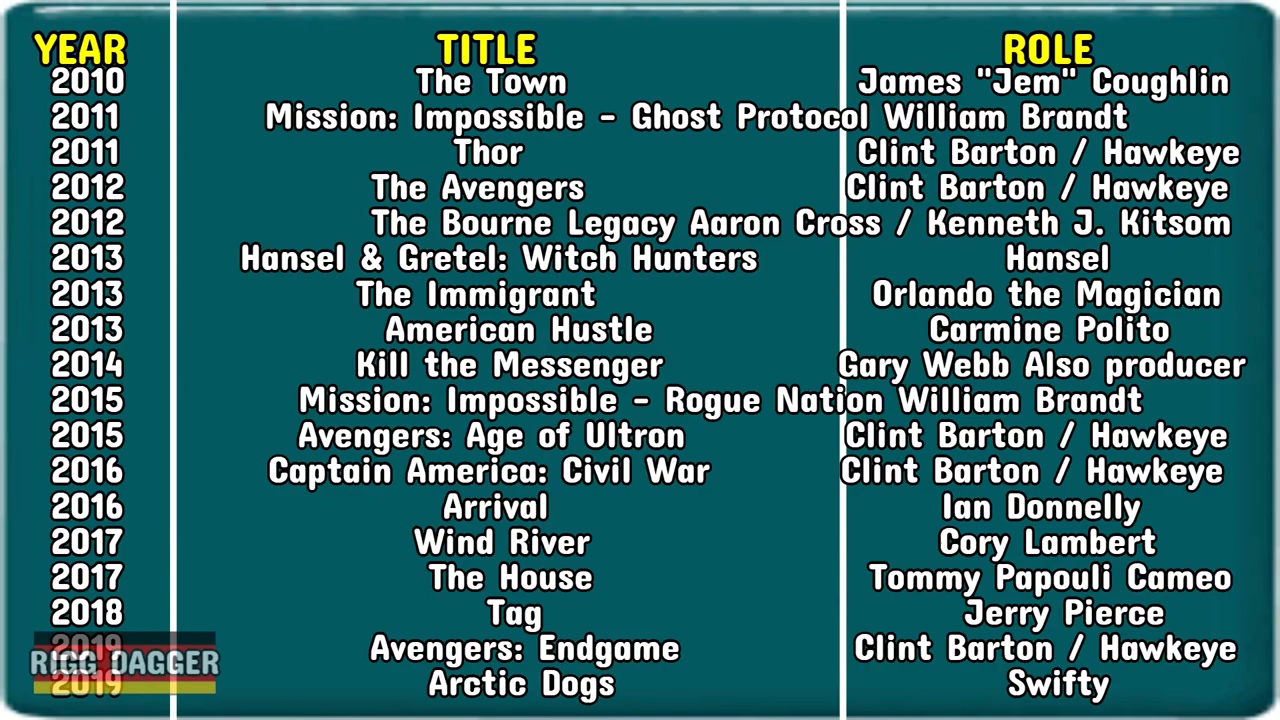 YEAR TITLE ROLE
2010 The Town James "Jem" Coughlin
2011 Mission: Impossible - Ghost Protocol William Brandt
2011 Thor Clint Barton / Hawkeye
2012 The Avengers Clint Barton / Hawkeye
2012 The Bourne Legacy Aaron Cross / Kenneth J. Kitsom
2013 Hansel & Gretel: Witch Hunters Hansel
2013 The Immigrant Orlando the Magician
2013 American Hustle Carmine Polito
2014 Kill the Messenger Gary Webb Also producer
2015 Mission: Impossible - Rogue Nation William Brandt
2015 Avengers: Age of Ultron Clint Barton / Hawkeye
2016 Captain America: Civil War Clint Barton / Hawkeye
2016 Arrival Ian Donnelly
2017 Wind River Cory Lambert
2017 The House Tommy Papouli Cameo
2018 Tag Jerry Pierce
2019 Avengers: Endgame Clint Barton / Hawkeye
RIGG DAGGER
2019 Arctic Dogs Swifty